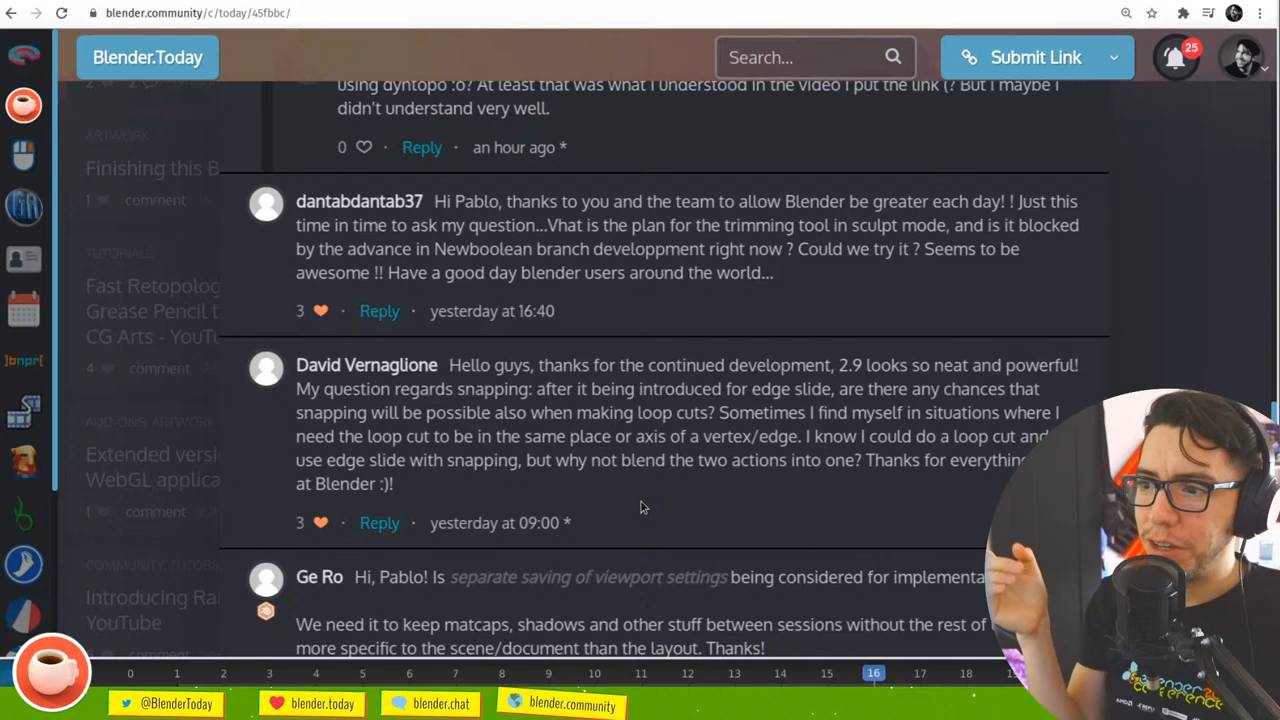 blender.community/c/today/45fbbc/
Blender.Today
Search...
Submit Link
25
using dyntopo :o? At least that was what I understood in the video I put the link (? But I maybe I
didn't understand very well.
0 · Reply · an hour ago *
ARTWORK
Finishing this B
1 comment
dantabdantab37 Hi Pablo, thanks to you and the team to allow Blender be greater each day! ! Just this
time in time to ask my question...Vhat is the plan for the trimming tool in sculpt mode, and is it blocked
by the advance in Newboolean branch developpment right now ? Could we try it ? Seems to be
awesome !! Have a good day blender users around the world...
3 · Reply · yesterday at 16:40
TUTORIALS
Fast Retopolog
Grease Pencil t
CG Arts - YouTu
4 comment
David Vernaglione Hello guys, thanks for the continued development, 2.9 looks so neat and powerful!
My question regards snapping: after it being introduced for edge slide, are there any chances that
snapping will be possible also when making loop cuts? Sometimes I find myself in situations where I
need the loop cut to be in the same place or axis of a vertex/edge. I know I could do a loop cut and
use edge slide with snapping, but why not blend the two actions into one? Thanks for everything
at Blender :)!
3 · Reply · yesterday at 09:00 *
ADD-ONS, ARTWORK
Extended versi
WebGL applica
1 comment
Ge Ro Hi, Pablo! Is separate saving of viewport settings being considered for implementa
We need it to keep matcaps, shadows and other stuff between sessions without the rest of
more specific to the scene/document than the layout. Thanks!
COMMUNITY, TUTORI
Introducing Ra
YouTube
bnpr
0 1 2 3 4 5 6 7 8 9 10 11 12 13 14 15 16 17 18
@BlenderToday
blender.today
blender.chat
blender.community